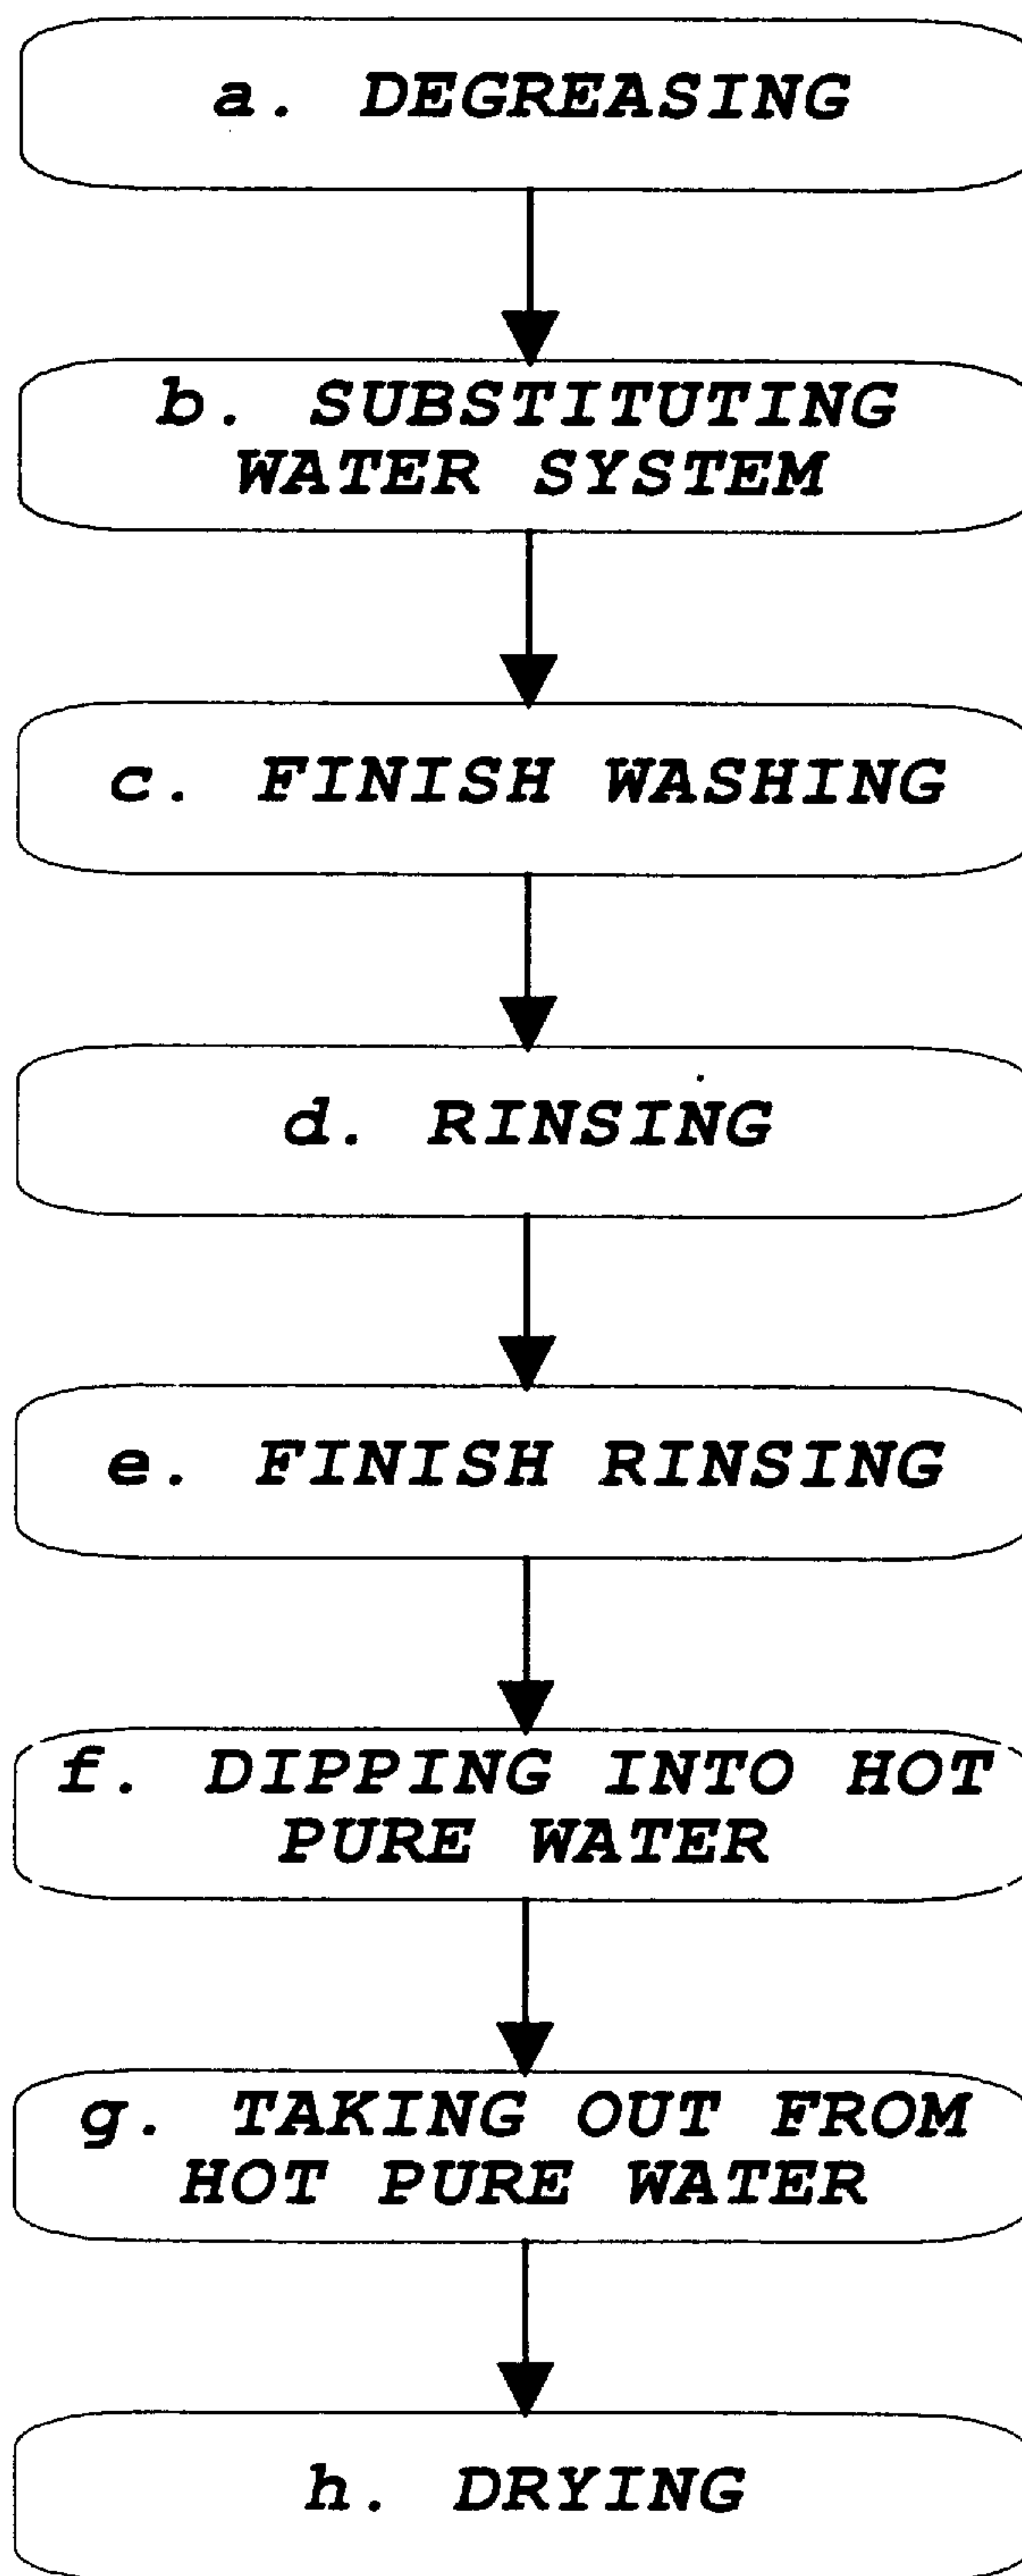 a. DEGREASING
b. SUBSTITUTING
WATER SYSTEM
c. FINISH WASHING
d. RINSING
e. FINISH RINSING
f. DIPPING INTO HOT
PURE WATER
g. TAKING OUT FROM
HOT PURE WATER
h. DRYING